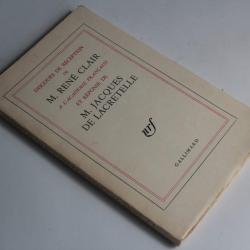 DISCOURS DE RÉCEPTION
DE
M. RENÉ CLAIR
A L'ACADÉMIE FRANÇAISE
ET RÉPONSE DE
M. JACQUES
DE LACRETELLE
nrf
GALLIMARD